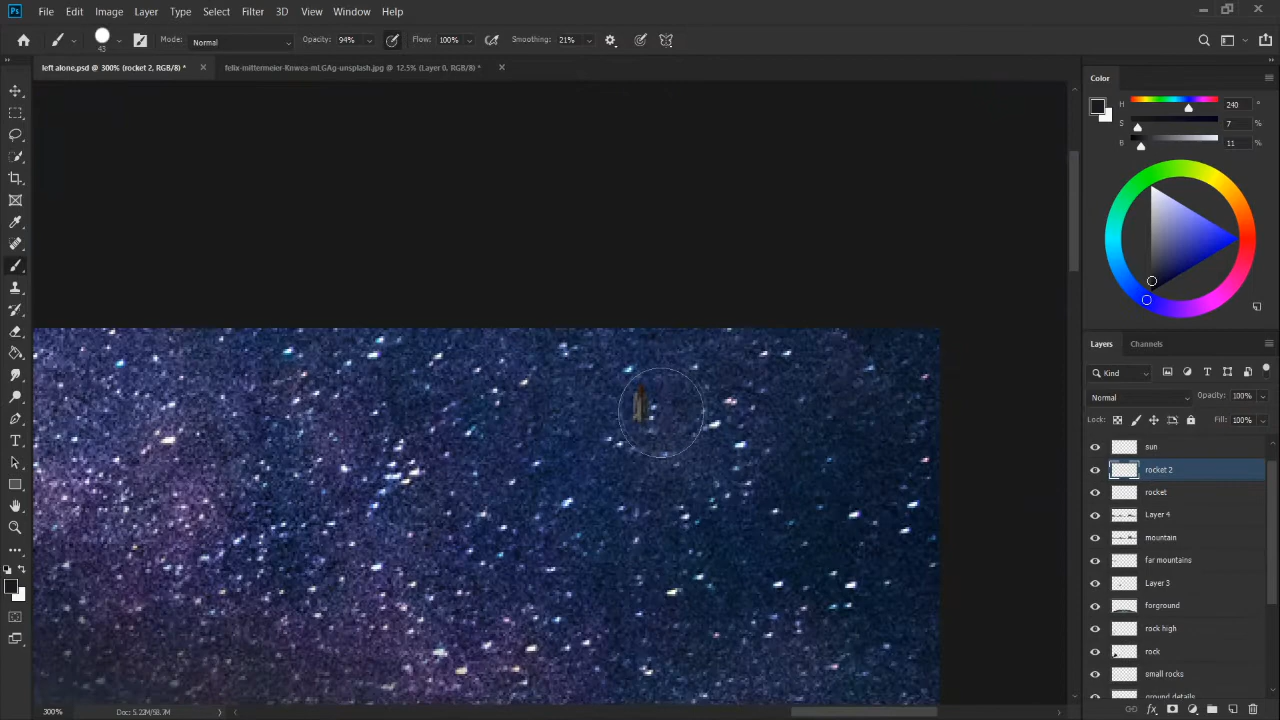 Ps File Edit Image Layer Type Select Filter 3D View Window Help
43 Mode: Normal Opacity: 94% Flow: 100% Smoothing: 21%
left alone.psd @ 300% (rocket 2, RGB/8) * felix-mittermeier-Knwea-mLGAg-unsplash.jpg @ 12.5% (Layer 0, RGB/8) *
Color
H 240 °
S 7 %
B 11 %
Layers Channels
Kind
Normal Opacity: 100%
Lock: Fill: 100%
sun
rocket 2
rocket
Layer 4
mountain
far mountains
Layer 3
forground
rock high
rock
small rocks
ground details
300% Doc: 5.22M/58.7M